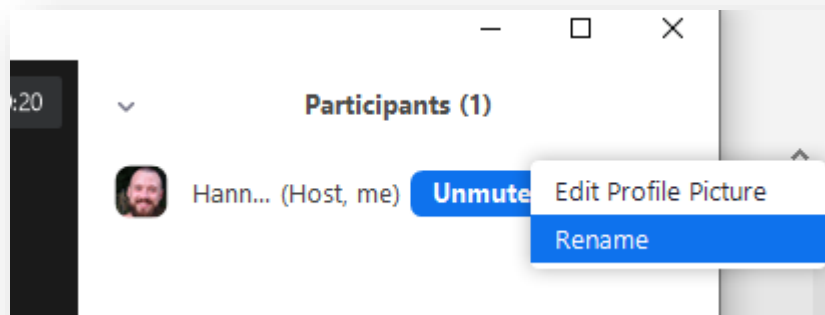 :20
Participants (1)
Hann... (Host, me) Unmute
Edit Profile Picture
Rename